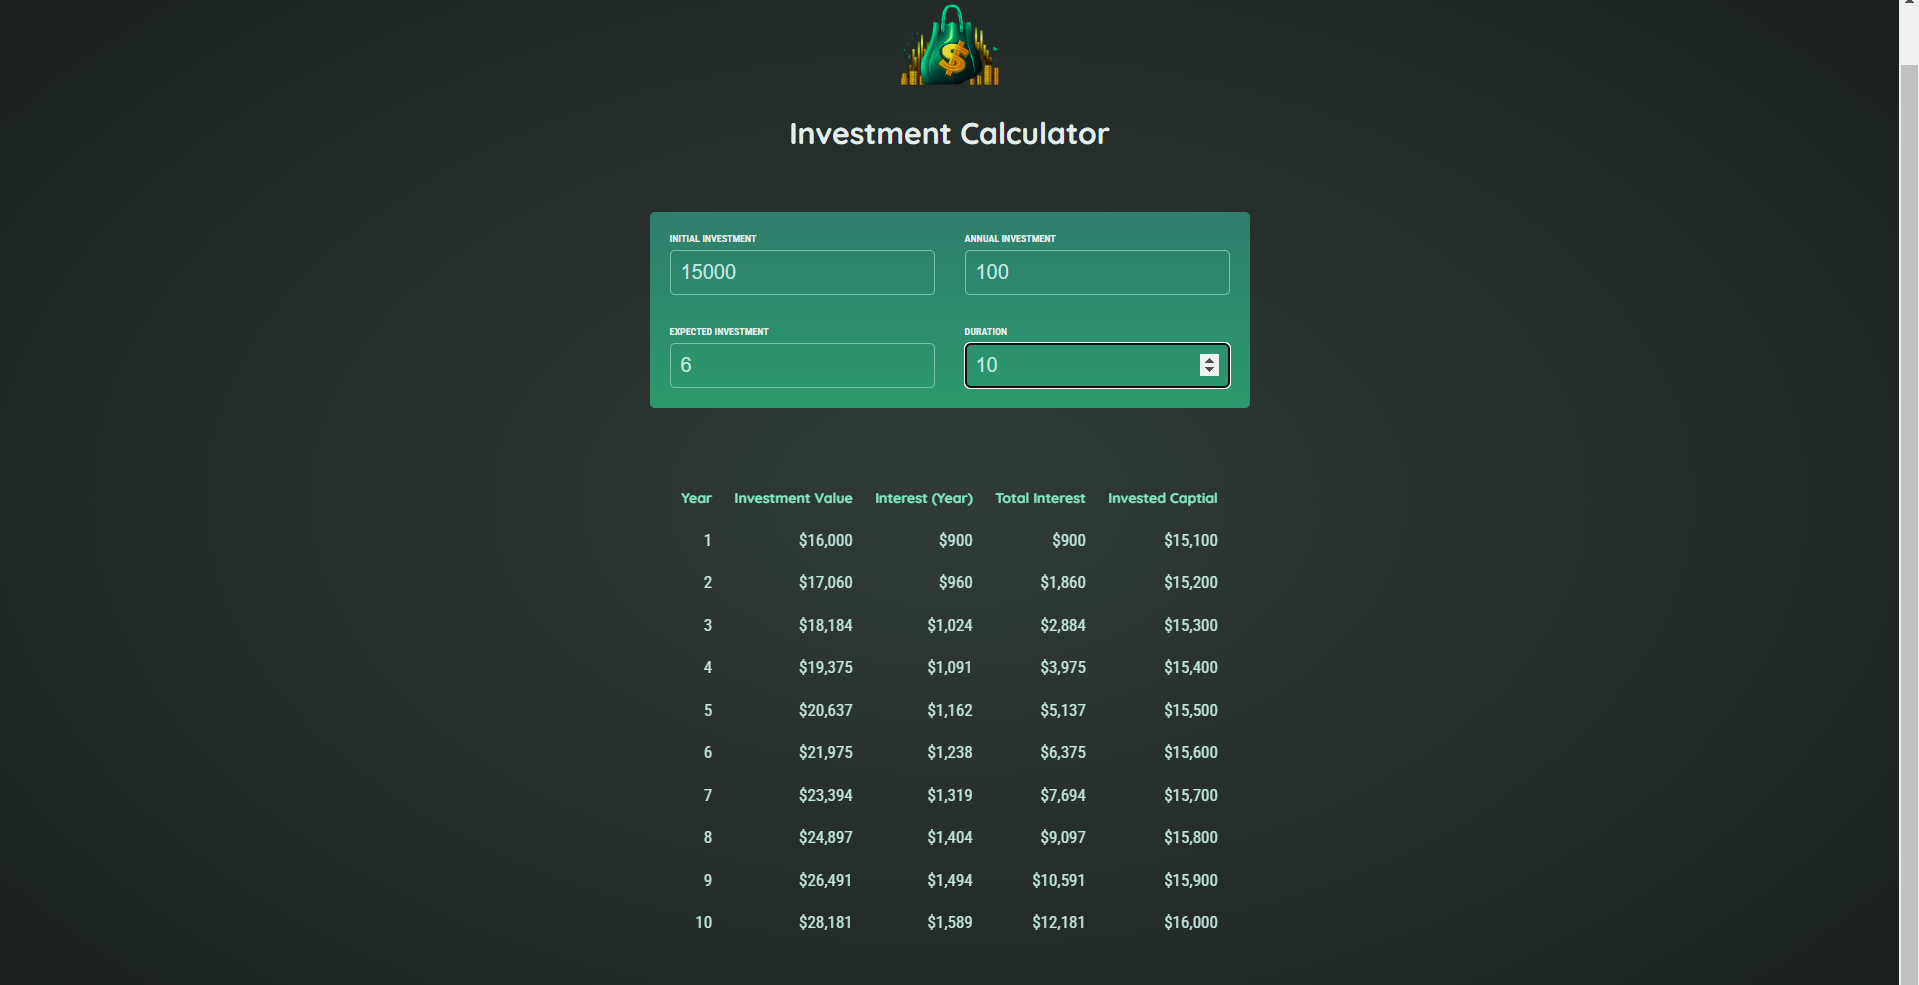 $
Investment Calculator
INITIAL INVESTMENT ANNUAL INVESTMENT
15000 100
EXPECTED INVESTMENT DURATION
6 10
Year Investment Value Interest (Year) Total Interest Invested Captial
1 $16,000 $900 $900 $15,100
2 $17,060 $960 $1,860 $15,200
3 $18,184 $1,024 $2,884 $15,300
4 $19,375 $1,091 $3,975 $15,400
5 $20,637 $1,162 $5,137 $15,500
6 $21,975 $1,238 $6,375 $15,600
7 $23,394 $1,319 $7,694 $15,700
8 $24,897 $1,404 $9,097 $15,800
9 $26,491 $1,494 $10,591 $15,900
10 $28,181 $1,589 $12,181 $16,000